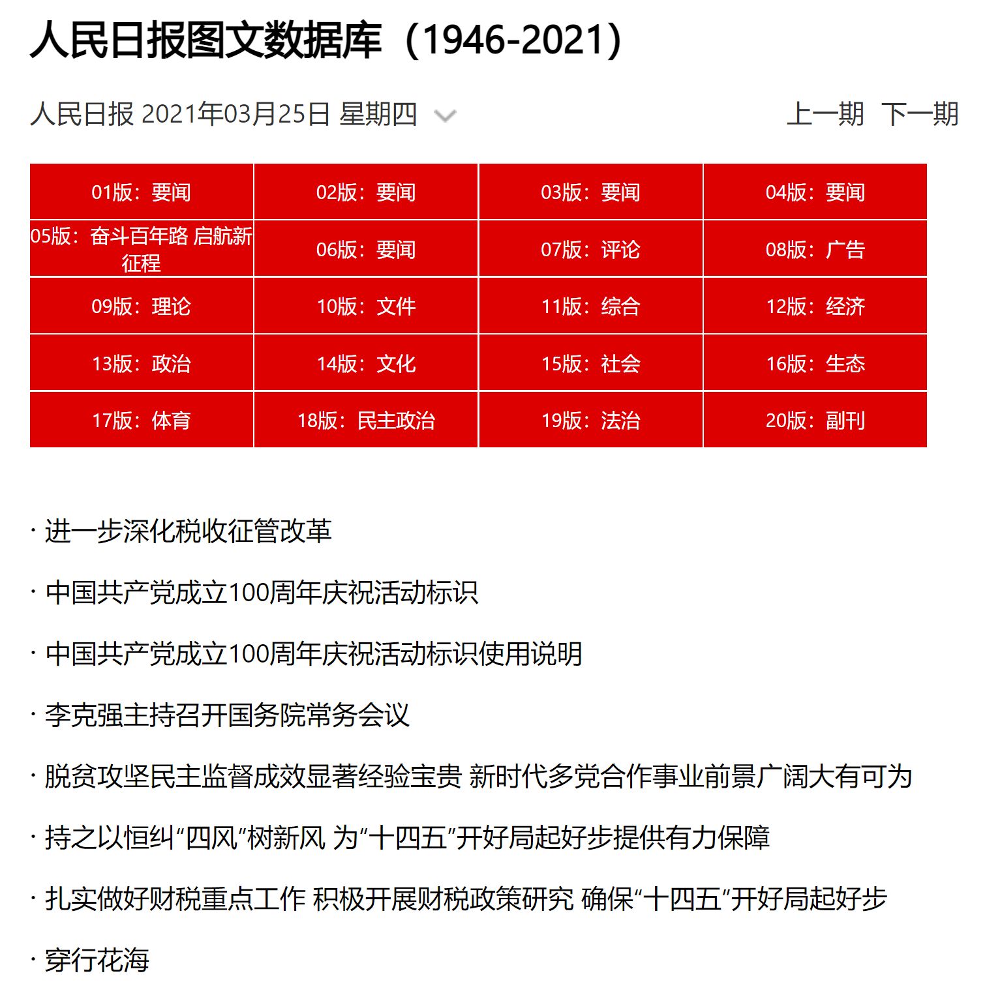 人民日报图文数据库（1946-2021）
人民日报 2021年03月25日 星期四
上一期 下一期
01版：要闻
02版：要闻
03版：要闻
04版：要闻
05版：奋斗百年路 启航新
征程
06版：要闻
07版：评论
08版：广告
09版：理论
10版：文件
11版：综合
12版：经济
13版：政治
14版：文化
15版：社会
16版：生态
17版：体育
18版：民主政治
19版：法治
20版：副刊
· 进一步深化税收征管改革
· 中国共产党成立100周年庆祝活动标识
· 中国共产党成立100周年庆祝活动标识使用说明
· 李克强主持召开国务院常务会议
· 脱贫攻坚民主监督成效显著经验宝贵 新时代多党合作事业前景广阔大有可为
· 持之以恒纠“四风”树新风 为“十四五”开好局起好步提供有力保障
· 扎实做好财税重点工作 积极开展财税政策研究 确保“十四五”开好局起好步
· 穿行花海